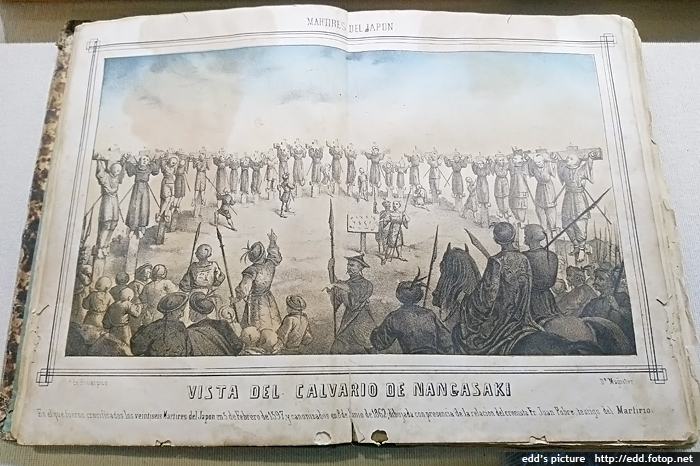 MARTIRES DEL JAPON
VISTA DEL CALVARIO DE NANGASAKI
En el que fueron crucificados los veintiseis Martires del Japon en 5 de Febrero de 1597, y canonizados en 8 de Junio de 1862, dibujada con presencia de la relacion del cronista Fr. Juan Pobre testigo del Martirio.
edd's picture http://edd.fotop.net